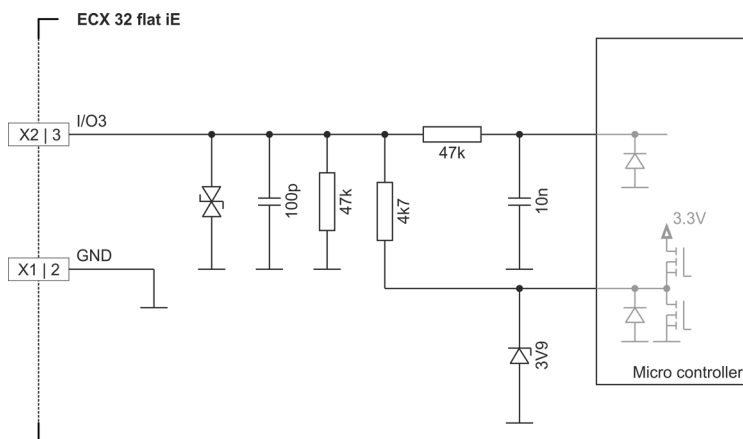 ECX 32 flat iE
X2 | 3
I/O3
47k
100p
47k
4k7
10n
3.3V
X1 | 2
GND
3V9
Micro controller